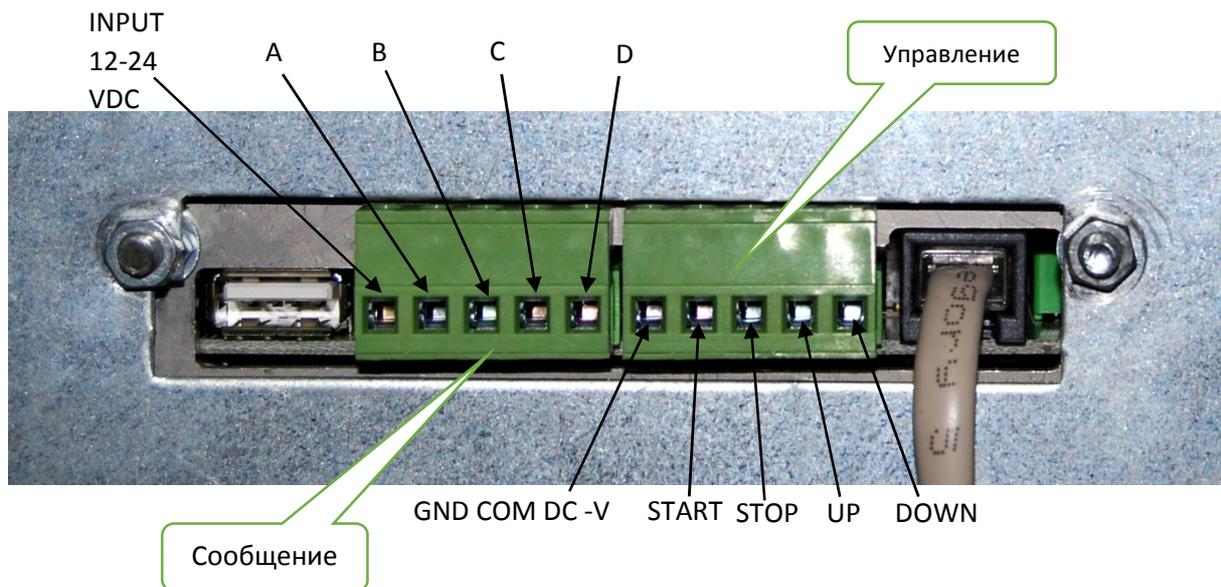 INPUT
12-24
VDC
A
B
C
D
Управление
GND COM DC -V
START
STOP
UP
DOWN
Сообщение